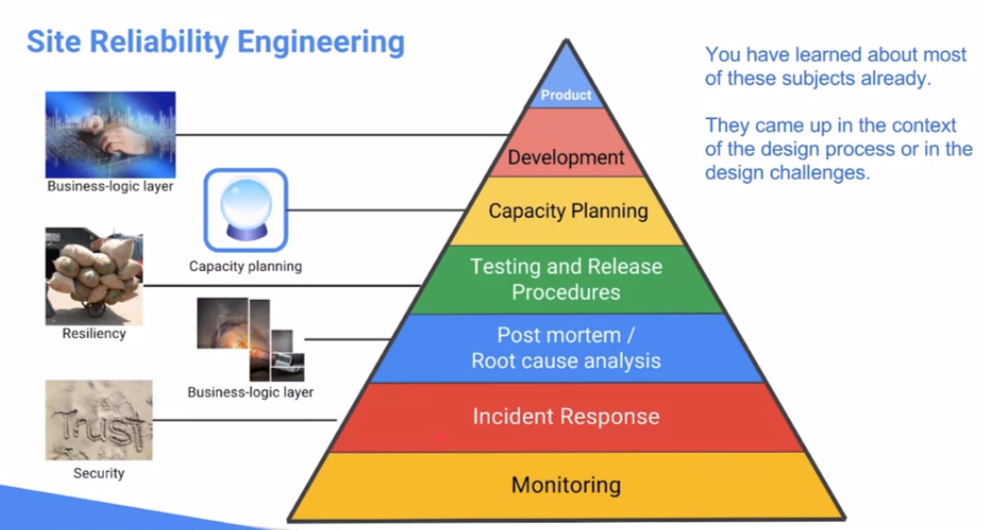 Site Reliability Engineering
You have learned about most
of these subjects already.
They came up in the context
of the design process or in the
design challenges.
Product
Development
Business-logic layer
Capacity Planning
Capacity planning
Testing and Release
Procedures
Resiliency
Post mortem /
Root cause analysis
Business-logic layer
Incident Response
Trust
Security
Monitoring